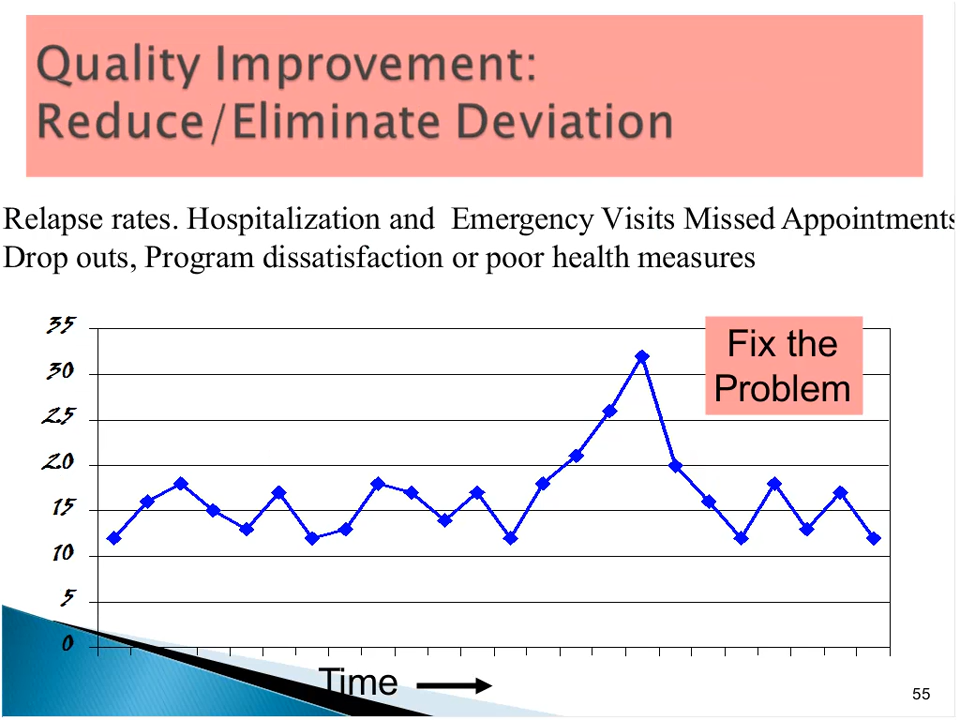 Quality Improvement:
Reduce/Eliminate Deviation
Relapse rates. Hospitalization and  Emergency Visits Missed Appointments
Drop outs, Program dissatisfaction or poor health measures
35
30
25
20
15
10
5
0
Fix the
Problem
Time
55